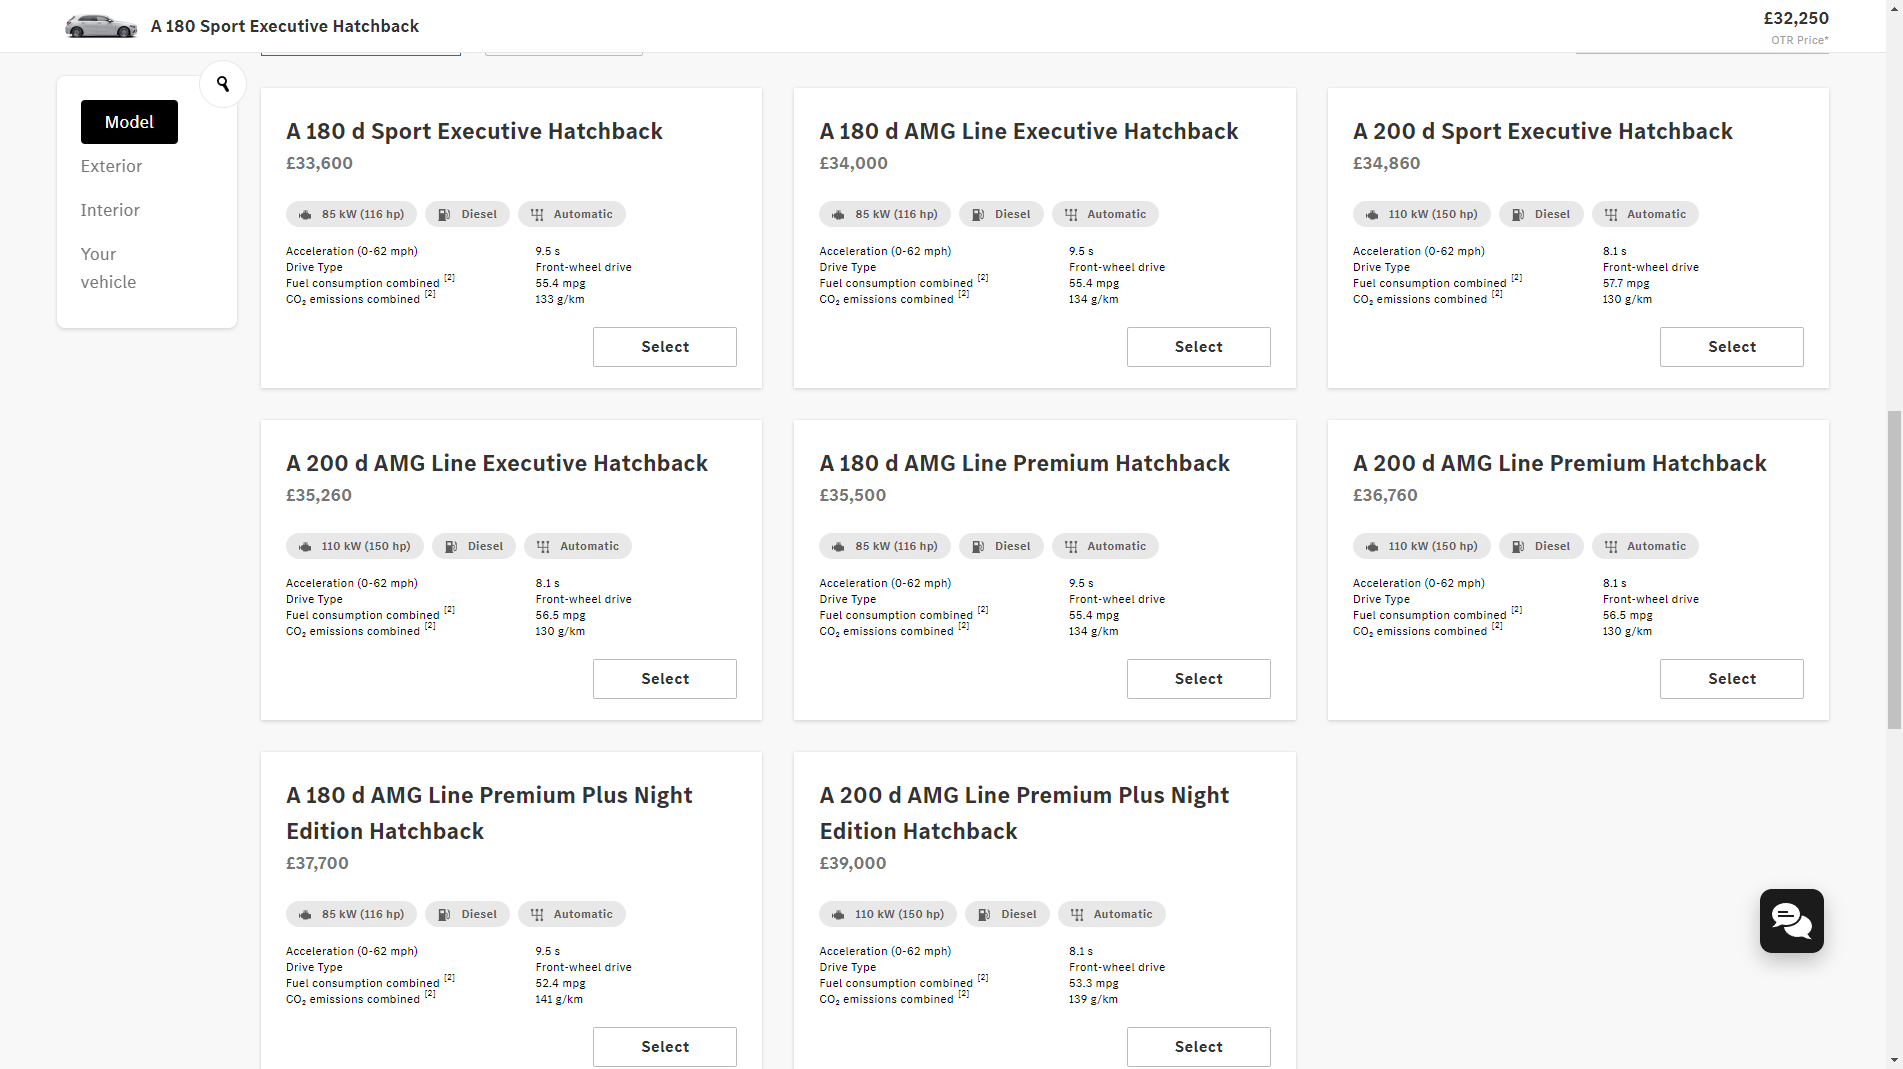 A 180 Sport Executive Hatchback
£32,250
OTR Price*
Model
Exterior
Interior
Your
vehicle
A 180 d Sport Executive Hatchback
£33,600
85 kW (116 hp) Diesel Automatic
Acceleration (0-62 mph) 9.5 s
Drive Type Front-wheel drive
Fuel consumption combined [2] 55.4 mpg
CO₂ emissions combined [2] 133 g/km
Select
A 180 d AMG Line Executive Hatchback
£34,000
85 kW (116 hp) Diesel Automatic
Acceleration (0-62 mph) 9.5 s
Drive Type Front-wheel drive
Fuel consumption combined [2] 55.4 mpg
CO₂ emissions combined [2] 134 g/km
Select
A 200 d Sport Executive Hatchback
£34,860
110 kW (150 hp) Diesel Automatic
Acceleration (0-62 mph) 8.1 s
Drive Type Front-wheel drive
Fuel consumption combined [2] 57.7 mpg
CO₂ emissions combined [2] 130 g/km
Select
A 200 d AMG Line Executive Hatchback
£35,260
110 kW (150 hp) Diesel Automatic
Acceleration (0-62 mph) 8.1 s
Drive Type Front-wheel drive
Fuel consumption combined [2] 56.5 mpg
CO₂ emissions combined [2] 130 g/km
Select
A 180 d AMG Line Premium Hatchback
£35,500
85 kW (116 hp) Diesel Automatic
Acceleration (0-62 mph) 9.5 s
Drive Type Front-wheel drive
Fuel consumption combined [2] 55.4 mpg
CO₂ emissions combined [2] 134 g/km
Select
A 200 d AMG Line Premium Hatchback
£36,760
110 kW (150 hp) Diesel Automatic
Acceleration (0-62 mph) 8.1 s
Drive Type Front-wheel drive
Fuel consumption combined [2] 56.5 mpg
CO₂ emissions combined [2] 130 g/km
Select
A 180 d AMG Line Premium Plus Night
Edition Hatchback
£37,700
85 kW (116 hp) Diesel Automatic
Acceleration (0-62 mph) 9.5 s
Drive Type Front-wheel drive
Fuel consumption combined [2] 52.4 mpg
CO₂ emissions combined [2] 141 g/km
Select
A 200 d AMG Line Premium Plus Night
Edition Hatchback
£39,000
110 kW (150 hp) Diesel Automatic
Acceleration (0-62 mph) 8.1 s
Drive Type Front-wheel drive
Fuel consumption combined [2] 53.3 mpg
CO₂ emissions combined [2] 139 g/km
Select